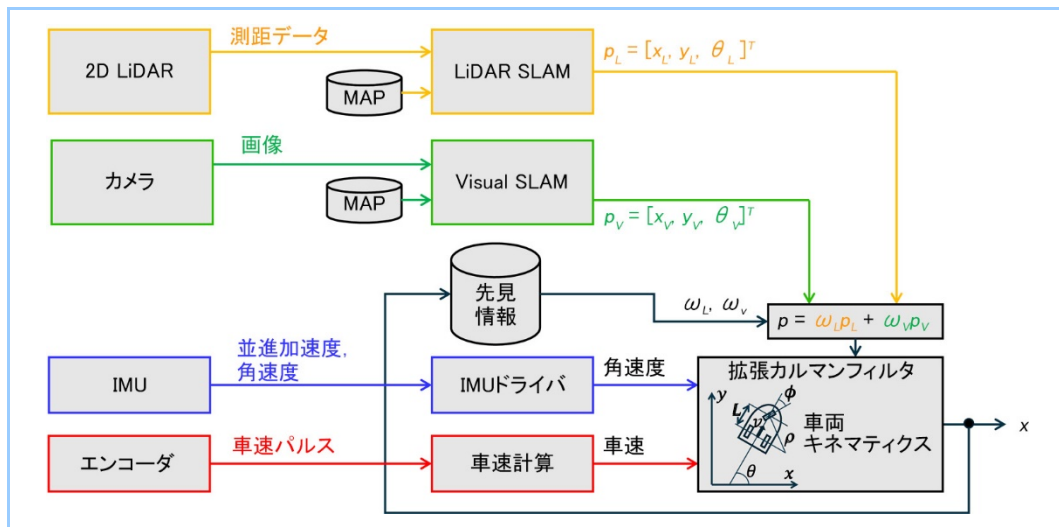 2D LiDAR
測距データ
MAP
LiDAR SLAM
p_L = [x_L, y_L, θ_L]^T
カメラ
画像
MAP
Visual SLAM
p_V = [x_V, y_V, θ_V]^T
先見
情報
ω_L, ω_v
p = ω_L p_L + ω_V p_V
IMU
並進加速度,
角速度
IMUドライバ
角速度
エンコーダ
車速パルス
車速計算
車速
拡張カルマンフィルタ
y
L
v
ϕ
ρ
θ
x
車両
キネマティクス
x